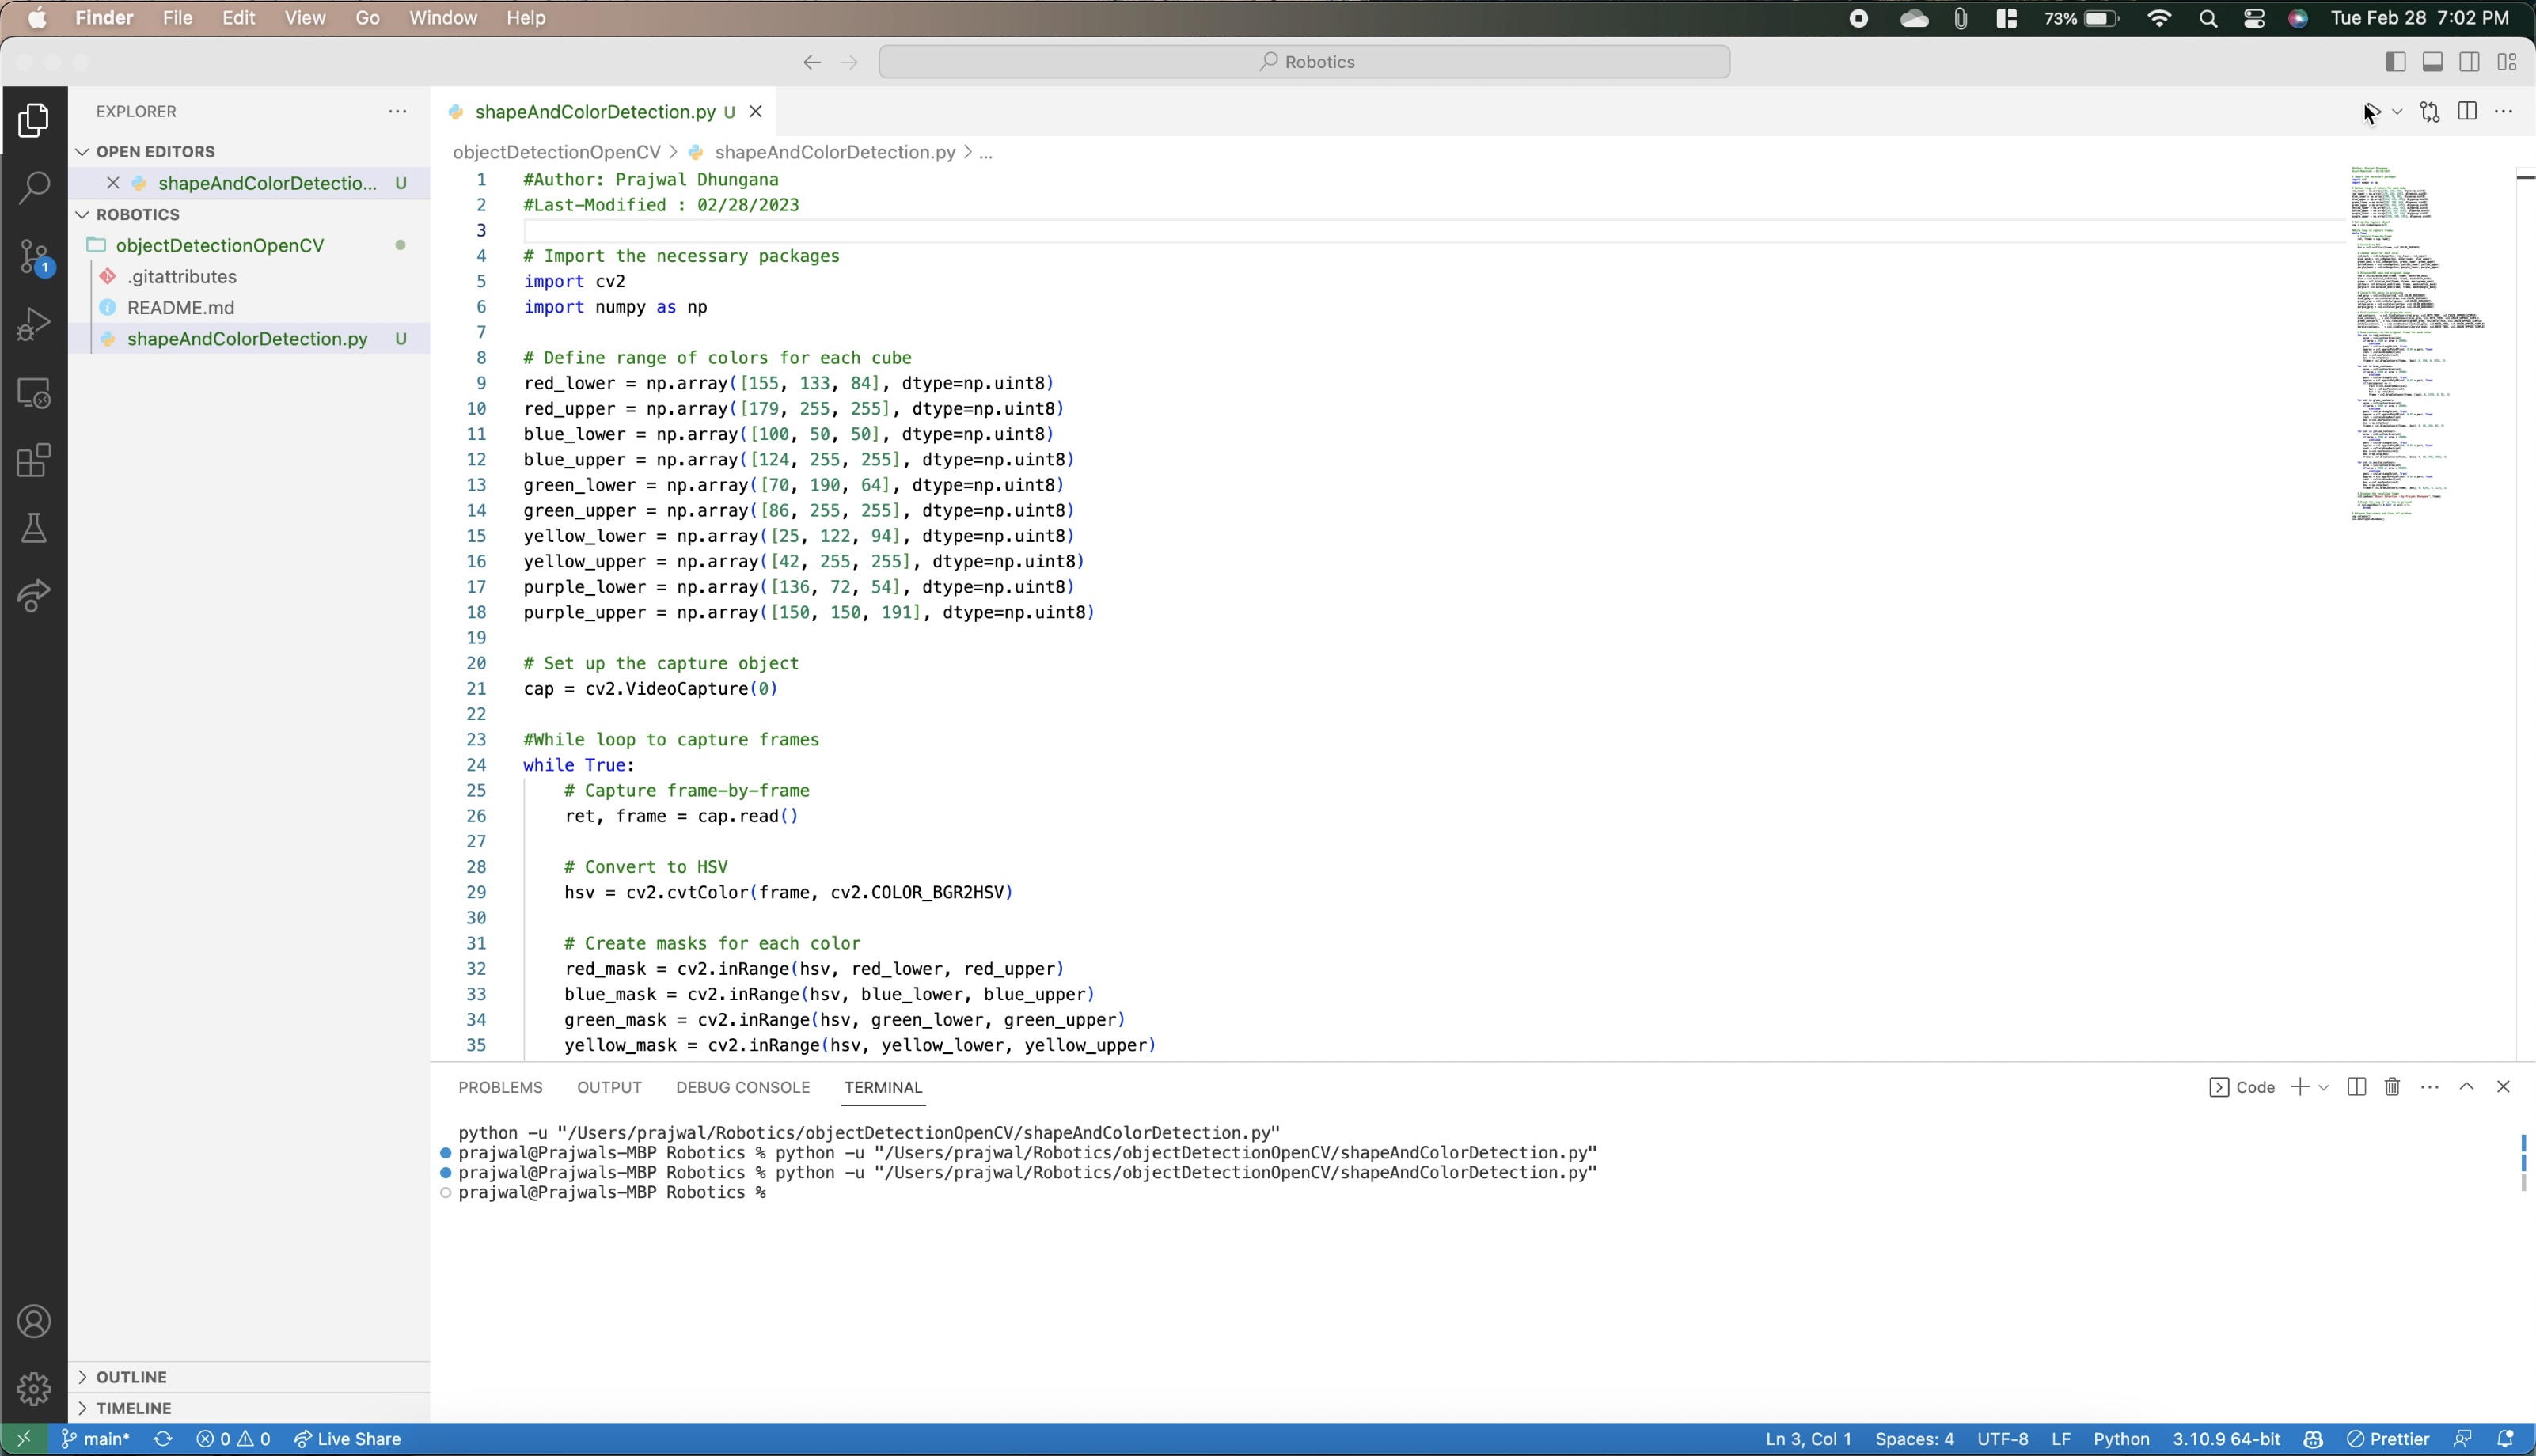 Finder File Edit View Go Window Help 73% Tue Feb 28 7:02 PM
Robotics
EXPLORER
OPEN EDITORS
shapeAndColorDetectio... U
ROBOTICS
objectDetectionOpenCV
.gitattributes
README.md
shapeAndColorDetection.py U
OUTLINE
TIMELINE
shapeAndColorDetection.py U
objectDetectionOpenCV > shapeAndColorDetection.py > ...
1 #Author: Prajwal Dhungana
2 #Last-Modified : 02/28/2023
3
4 # Import the necessary packages
5 import cv2
6 import numpy as np
7
8 # Define range of colors for each cube
9 red_lower = np.array([155, 133, 84], dtype=np.uint8)
10 red_upper = np.array([179, 255, 255], dtype=np.uint8)
11 blue_lower = np.array([100, 50, 50], dtype=np.uint8)
12 blue_upper = np.array([124, 255, 255], dtype=np.uint8)
13 green_lower = np.array([70, 190, 64], dtype=np.uint8)
14 green_upper = np.array([86, 255, 255], dtype=np.uint8)
15 yellow_lower = np.array([25, 122, 94], dtype=np.uint8)
16 yellow_upper = np.array([42, 255, 255], dtype=np.uint8)
17 purple_lower = np.array([136, 72, 54], dtype=np.uint8)
18 purple_upper = np.array([150, 150, 191], dtype=np.uint8)
19
20 # Set up the capture object
21 cap = cv2.VideoCapture(0)
22
23 #While loop to capture frames
24 while True:
25 # Capture frame-by-frame
26 ret, frame = cap.read()
27
28 # Convert to HSV
29 hsv = cv2.cvtColor(frame, cv2.COLOR_BGR2HSV)
30
31 # Create masks for each color
32 red_mask = cv2.inRange(hsv, red_lower, red_upper)
33 blue_mask = cv2.inRange(hsv, blue_lower, blue_upper)
34 green_mask = cv2.inRange(hsv, green_lower, green_upper)
35 yellow_mask = cv2.inRange(hsv, yellow_lower, yellow_upper)
PROBLEMS OUTPUT DEBUG CONSOLE TERMINAL Code
python -u "/Users/prajwal/Robotics/objectDetectionOpenCV/shapeAndColorDetection.py"
prajwal@Prajwals-MBP Robotics % python -u "/Users/prajwal/Robotics/objectDetectionOpenCV/shapeAndColorDetection.py"
prajwal@Prajwals-MBP Robotics % python -u "/Users/prajwal/Robotics/objectDetectionOpenCV/shapeAndColorDetection.py"
prajwal@Prajwals-MBP Robotics %
1
main* 0 0 Live Share Ln 3, Col 1 Spaces: 4 UTF-8 LF Python 3.10.9 64-bit Prettier